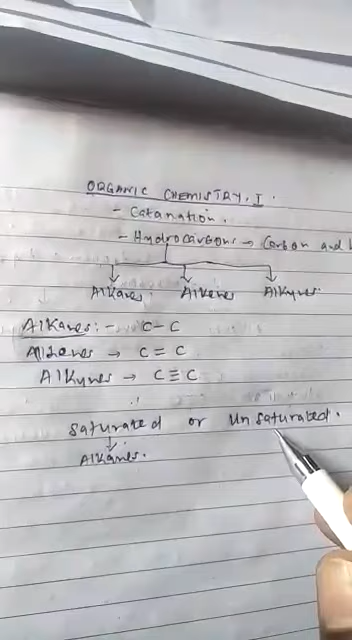 ORGANIC CHEMISTRY. I.
- Catanation.
- Hydrocarbons → Carbon and
Alkanes. Alkenes Alkynes.
Alkanes:- C-C
Alkenes → C=C
Alkynes → C≡C
saturated or Unsaturated.
Alkanes.